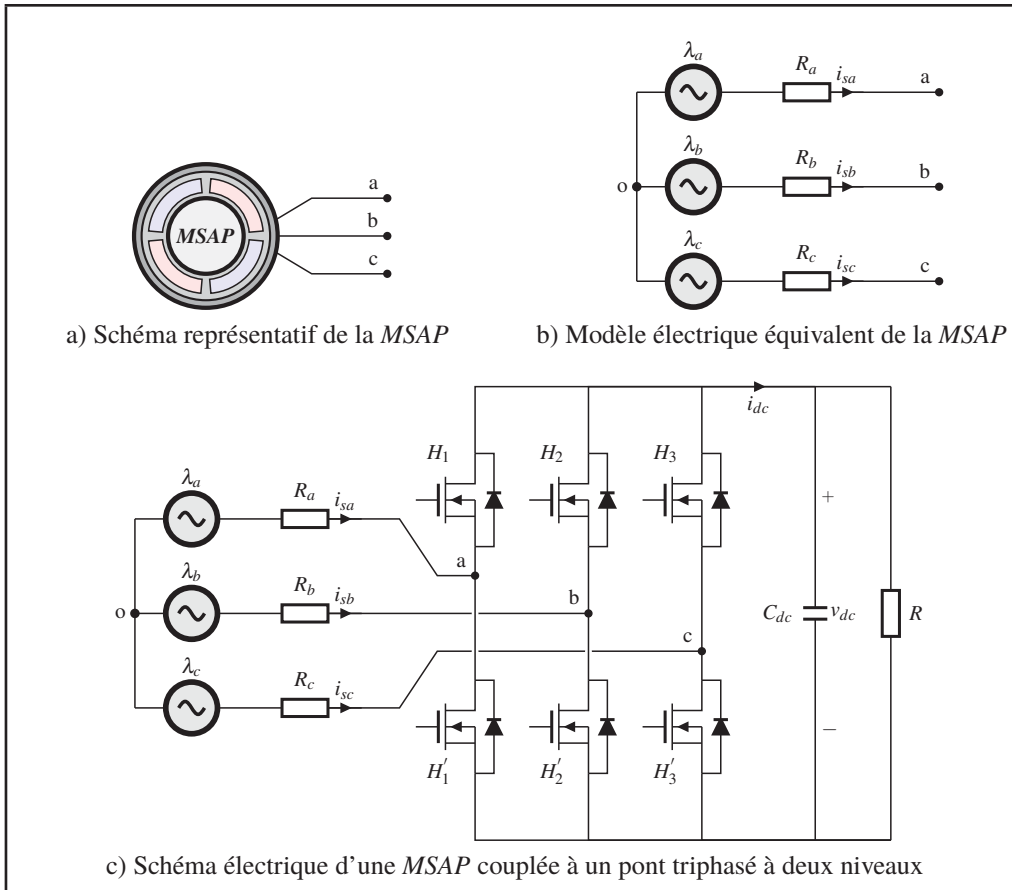 λa
Ra
isa
a
λb
Rb
isb
o
b
λc
Rc
isc
c
a
b
c
MSAP
a) Schéma représentatif de la MSAP
b) Modèle électrique équivalent de la MSAP
idc
H1
H2
H3
λa
Ra
isa
a
+
λb
Rb
isb
o
b
Cdc
vdc
R
λc
Rc
isc
c
−
H'1
H'2
H'3
c) Schéma électrique d'une MSAP couplée à un pont triphasé à deux niveaux